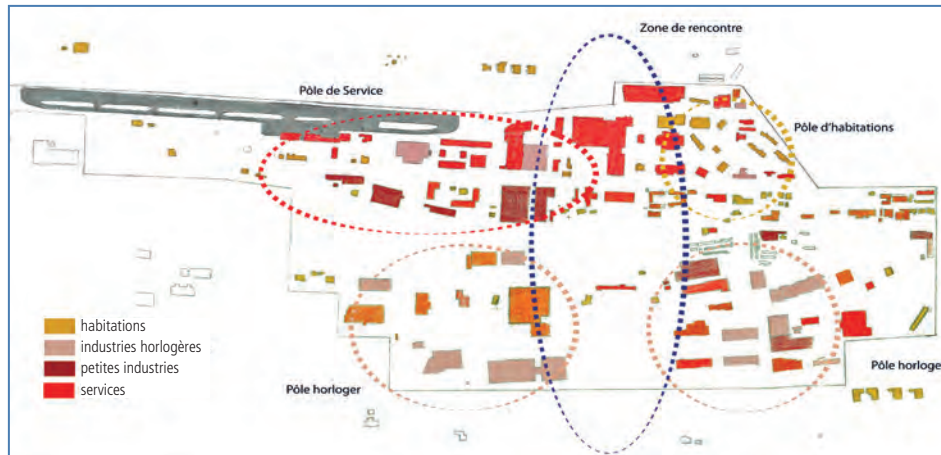 Zone de rencontre
Pôle de Service
Pôle d'habitations
habitations
industries horlogères
petites industries
services
Pôle horloger
Pôle horloge